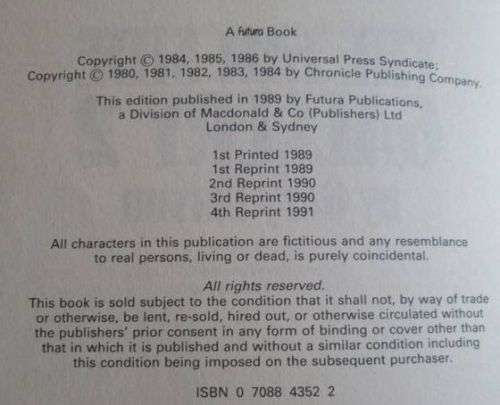 A Futura Book
Copyright © 1984, 1985, 1986 by Universal Press Syndicate;
Copyright © 1980, 1981, 1982, 1983, 1984 by Chronicle Publishing Company.
This edition published in 1989 by Futura Publications,
a Division of Macdonald & Co (Publishers) Ltd
London & Sydney
1st Printed 1989
1st Reprint 1989
2nd Reprint 1990
3rd Reprint 1990
4th Reprint 1991
All characters in this publication are fictitious and any resemblance
to real persons, living or dead, is purely coincidental.
All rights reserved.
This book is sold subject to the condition that it shall not, by way of trade
or otherwise, be lent, re-sold, hired out, or otherwise circulated without
the publishers' prior consent in any form of binding or cover other than
that in which it is published and without a similar condition including
this condition being imposed on the subsequent purchaser.
ISBN 0 7088 4352 2